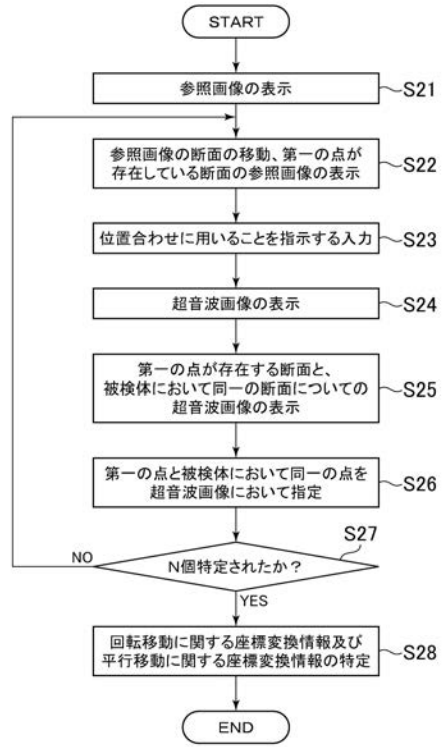 START
参照画像の表示
S21
参照画像の断面の移動、第一の点が
存在している断面の参照画像の表示
S22
位置合わせに用いることを指示する入力
S23
超音波画像の表示
S24
第一の点が存在する断面と、
被検体において同一の断面についての
超音波画像の表示
S25
第一の点と被検体において同一の点を
超音波画像において指定
S26
S27
N個特定されたか？
NO
YES
回転移動に関する座標変換情報及び
平行移動に関する座標変換情報の特定
S28
END